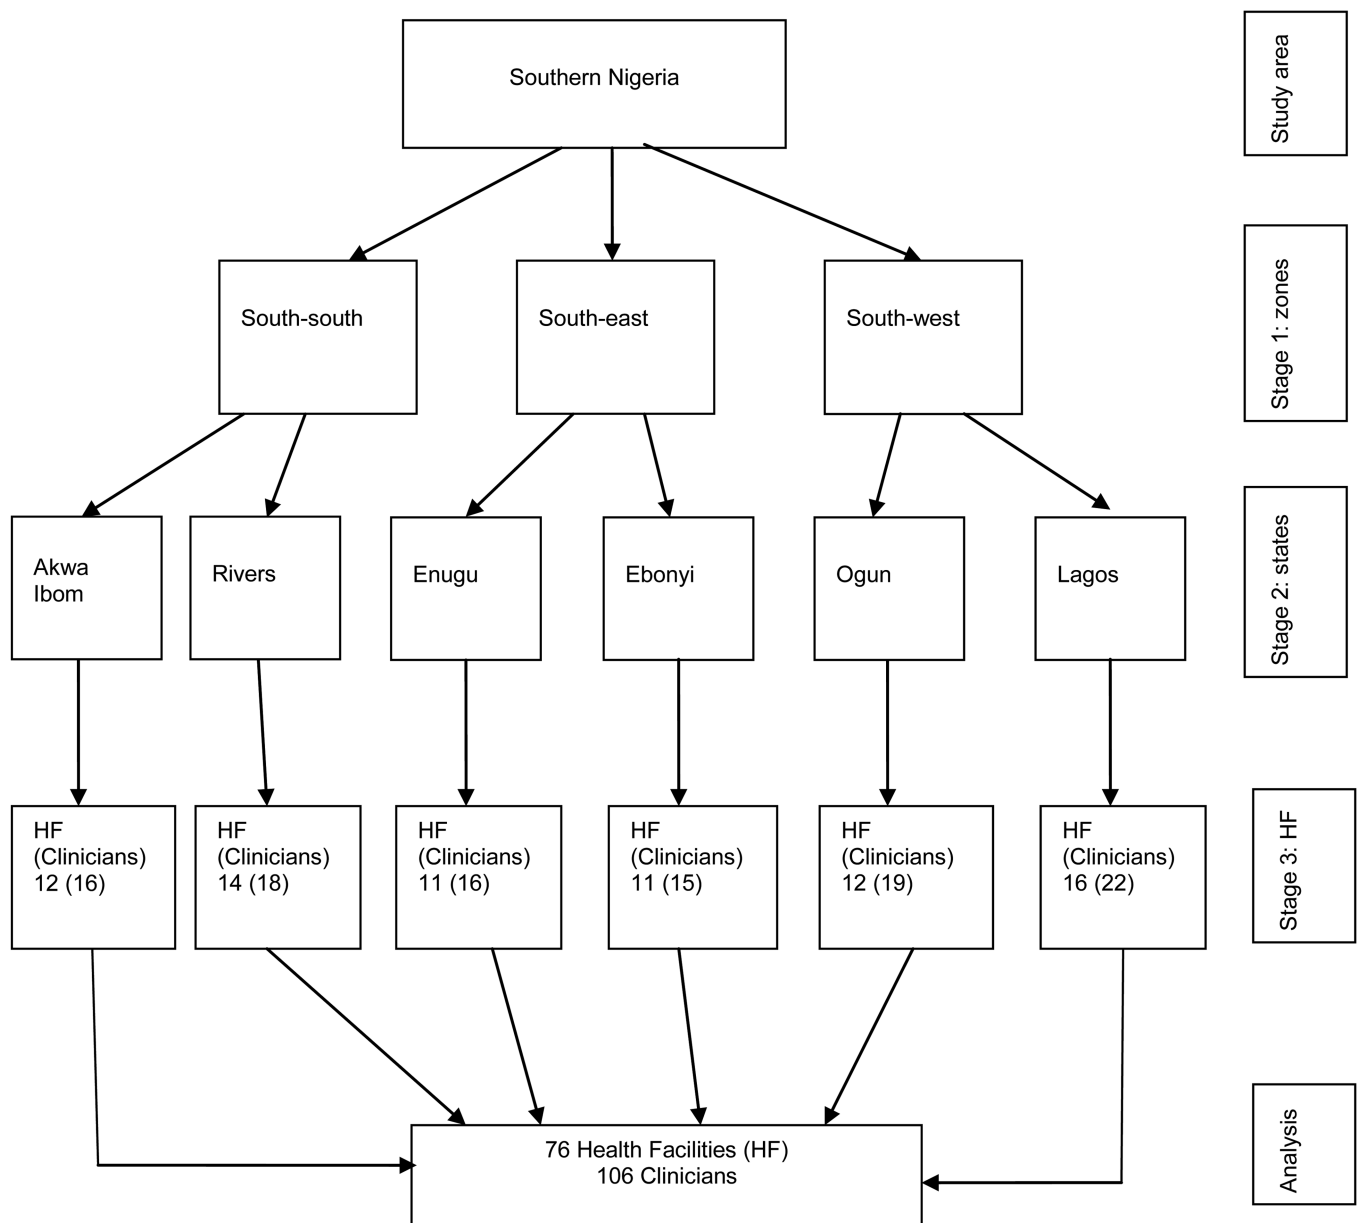 Southern Nigeria
Study area
South-south
South-east
South-west
Stage 1: zones
Akwa
Ibom
Rivers
Enugu
Ebonyi
Ogun
Lagos
Stage 2: states
HF
(Clinicians)
12 (16)
HF
(Clinicians)
14 (18)
HF
(Clinicians)
11 (16)
HF
(Clinicians)
11 (15)
HF
(Clinicians)
12 (19)
HF
(Clinicians)
16 (22)
Stage 3: HF
76 Health Facilities (HF)
106 Clinicians
Analysis